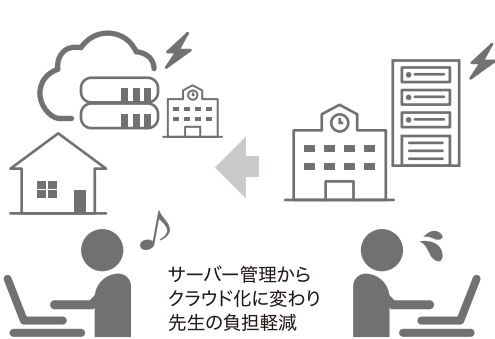 サーバー管理から
クラウド化に変わり
先生の負担軽減